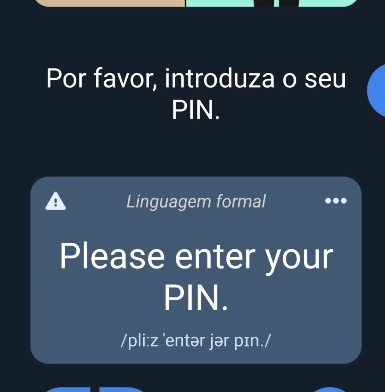 Por favor, introduza o seu
PIN.
Linguagem formal
Please enter your
PIN.
/pliːz ˈentər jər pɪn./